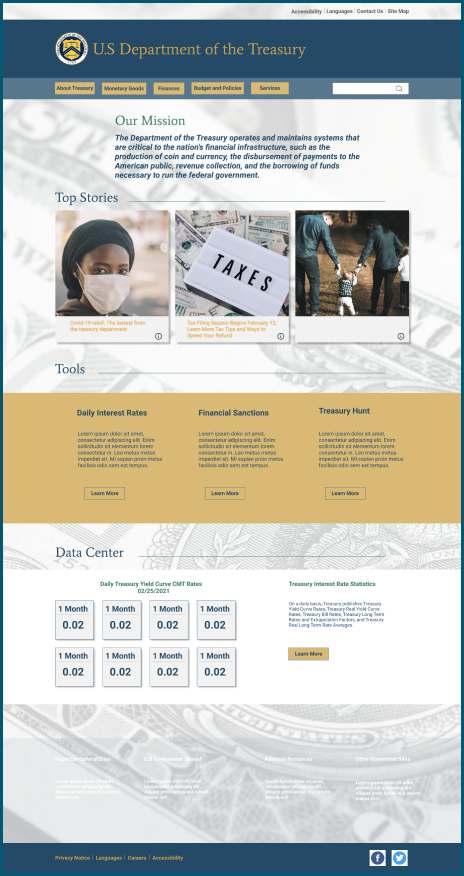 Accessibility | Languages | Contact Us | Site Map
U.S Department of the Treasury
About Treasury
Monetary Goods
Finances
Budget and Policies
Services
Our Mission
The Department of the Treasury operates and maintains systems that
are critical to the nation's financial infrastructure, such as the
production of coin and currency, the disbursement of payments to the
American public, revenue collection, and the borrowing of funds
necessary to run the federal government.
Top Stories
TAXES
Covid-19 relief: The lastest from
the treasury department
Tax Filing Season Begins February 12;
Learn More Tax Tips and Ways to
Speed Your Refund
Tools
Daily Interest Rates
Lorem ipsum dolor sit amet,
consectetur adipiscing elit. Enim
sollicitudin sit elementum lorem
in. Leo metus metus
imperdiet sit. Mi sapien proin metus
facilisis odio sem est tempus.
Learn More
Financial Sanctions
Lorem ipsum dolor sit amet,
consectetur adipiscing elit. Enim
sollicitudin sit elementum lorem
in. Leo metus metus
imperdiet sit. Mi sapien proin metus
facilisis odio sem est tempus.
Learn More
Treasury Hunt
Lorem ipsum dolor sit amet,
consectetur adipiscing elit. Enim
sollicitudin sit elementum lorem
in. Leo metus metus
imperdiet sit. Mi sapien proin metus
facilisis odio sem est tempus.
Learn More
Data Center
Daily Treasury Yield Curve CMT Rates
02/25/2021
1 Month
0.02
1 Month
0.02
1 Month
0.02
1 Month
0.02
1 Month
0.02
1 Month
0.02
1 Month
0.02
1 Month
0.02
Treasury Interest Rate Statistics
On a daily basis, Treasury publishes Treasury
Yield Curve Rates, Treasury Real Yield Curve
Rates, Treasury Bill Rates, Treasury Long-Term
Rates and Extrapolation Factors, and Treasury
Real Long-Term Rate Averages.
Learn More
Inspector General Sites
U.S Government Shared
Additional Resources
Other Government Sites
Privacy Notice | Languages | Careers | Accessibility